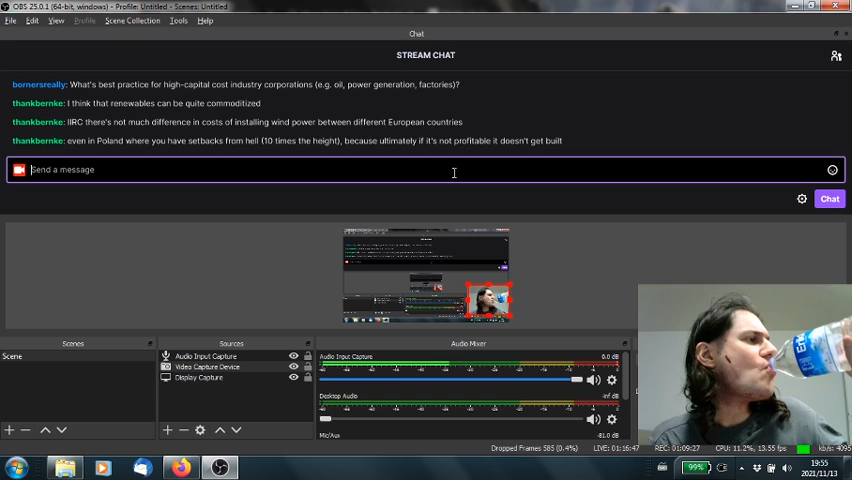 OBS 25.0.1 (64-bit, windows) - Profile: Untitled - Scenes: Untitled
File Edit View Profile Scene Collection Tools Help
Chat
STREAM CHAT
bornersreally: What's best practice for high-capital cost industry corporations (e.g. oil, power generation, factories)?
thankbernke: I think that renewables can be quite commoditized
thankbernke: IIRC there's not much difference in costs of installing wind power between different European countries
thankbernke: even in Poland where you have setbacks from hell (10 times the height), because ultimately if it's not profitable it doesn't get built
Send a message
Chat
Scenes Sources Audio Mixer
Scene
Audio Input Capture
Video Capture Device
Display Capture
Audio Input Capture 0.0 dB
Desktop Audio -inf dB
Mic/Aux -81.0 dB
Dropped Frames 585 (0.4%) LIVE: 01:16:47 REC: 01:09:27 CPU: 11.2%, 13.55 fps kb/s: 4095
99% 19:55
2021/11/13